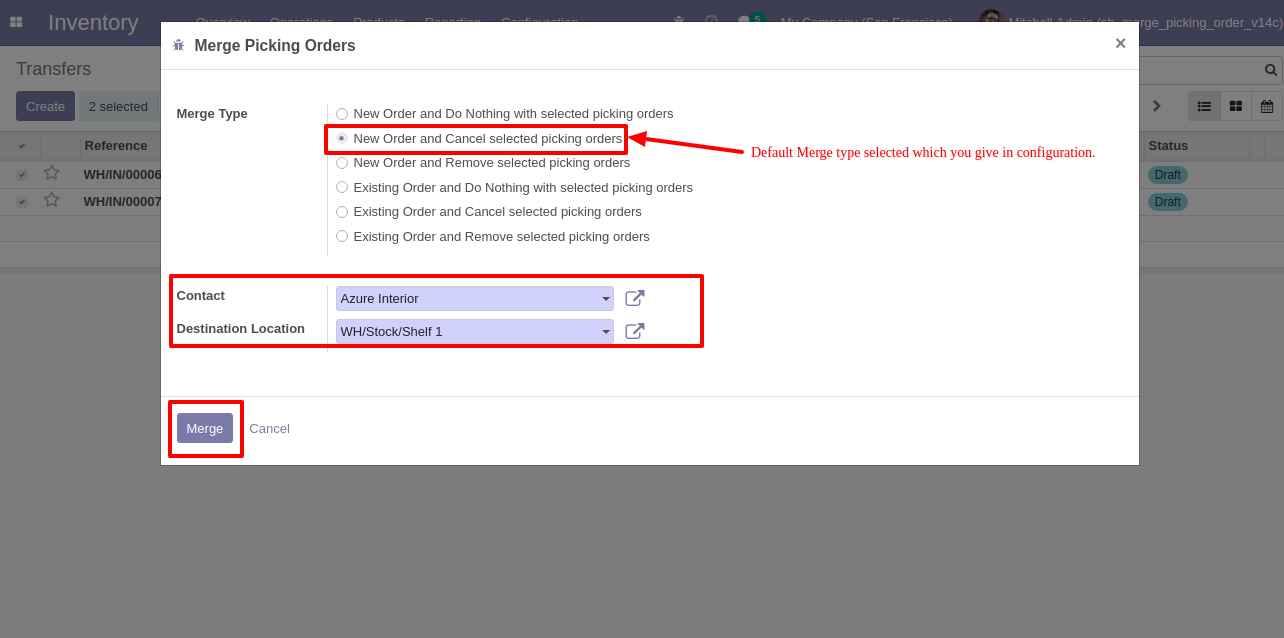 Inventory
Overview Operations Products Reporting Configuration
5 My Company (San Francisco) Mitchell Admin (sh_merge_picking_order_v14c)
Transfers
Create 2 selected
Reference Status
WH/IN/00006 Draft
WH/IN/00007 Draft
Merge Picking Orders ×
Merge Type
New Order and Do Nothing with selected picking orders
New Order and Cancel selected picking orders
Default Merge type selected which you give in configuration.
New Order and Remove selected picking orders
Existing Order and Do Nothing with selected picking orders
Existing Order and Cancel selected picking orders
Existing Order and Remove selected picking orders
Contact Azure Interior
Destination Location WH/Stock/Shelf 1
Merge Cancel